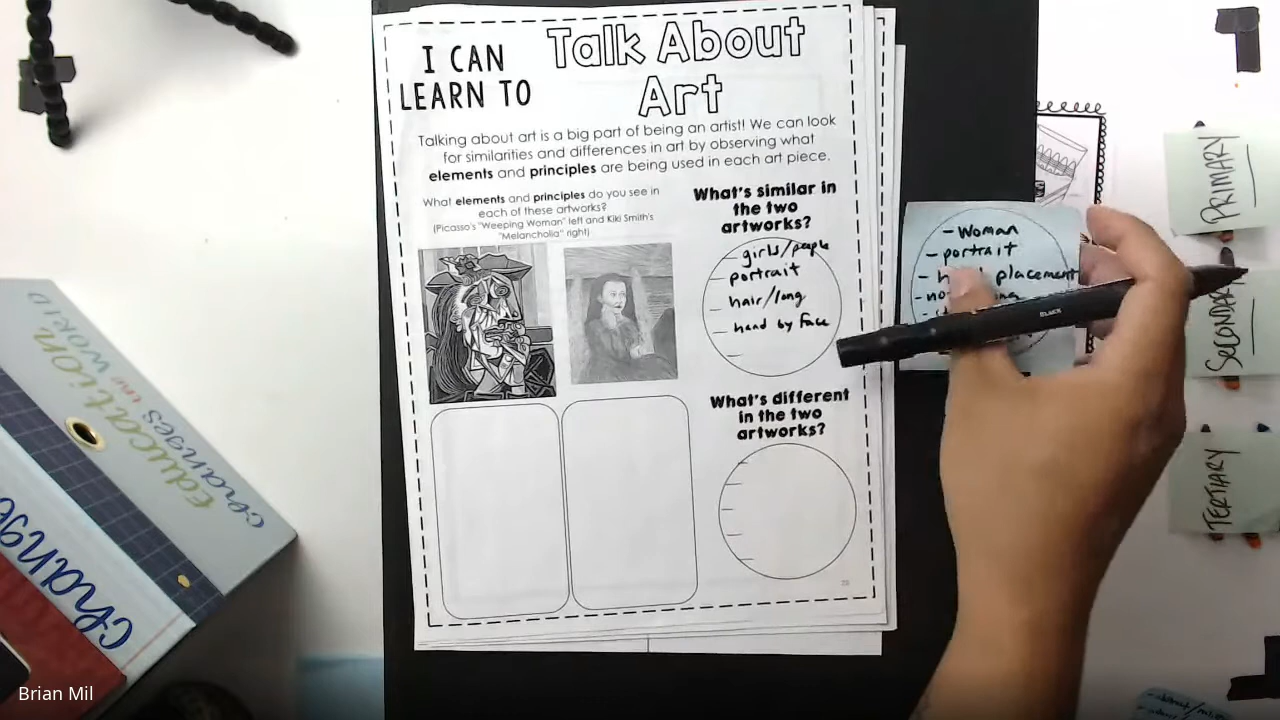 I CAN
LEARN TO
Talk About
Art
Talking about art is a big part of being an artist! We can look
for similarities and differences in art by observing what
elements and principles are being used in each art piece.
What elements and principles do you see in
each of these artworks?
(Picasso's "Weeping Woman" left and Kiki Smith's
"Melancholia" right)
What's similar in
the two
artworks?
girls/people
portrait
hair/long
hand by face
What's different
in the two
artworks?
- Woman
- portrait
placement
PRIMARY
SECONDARY
TERTIARY
Education
changes the
WORLD
change
Brian Mil